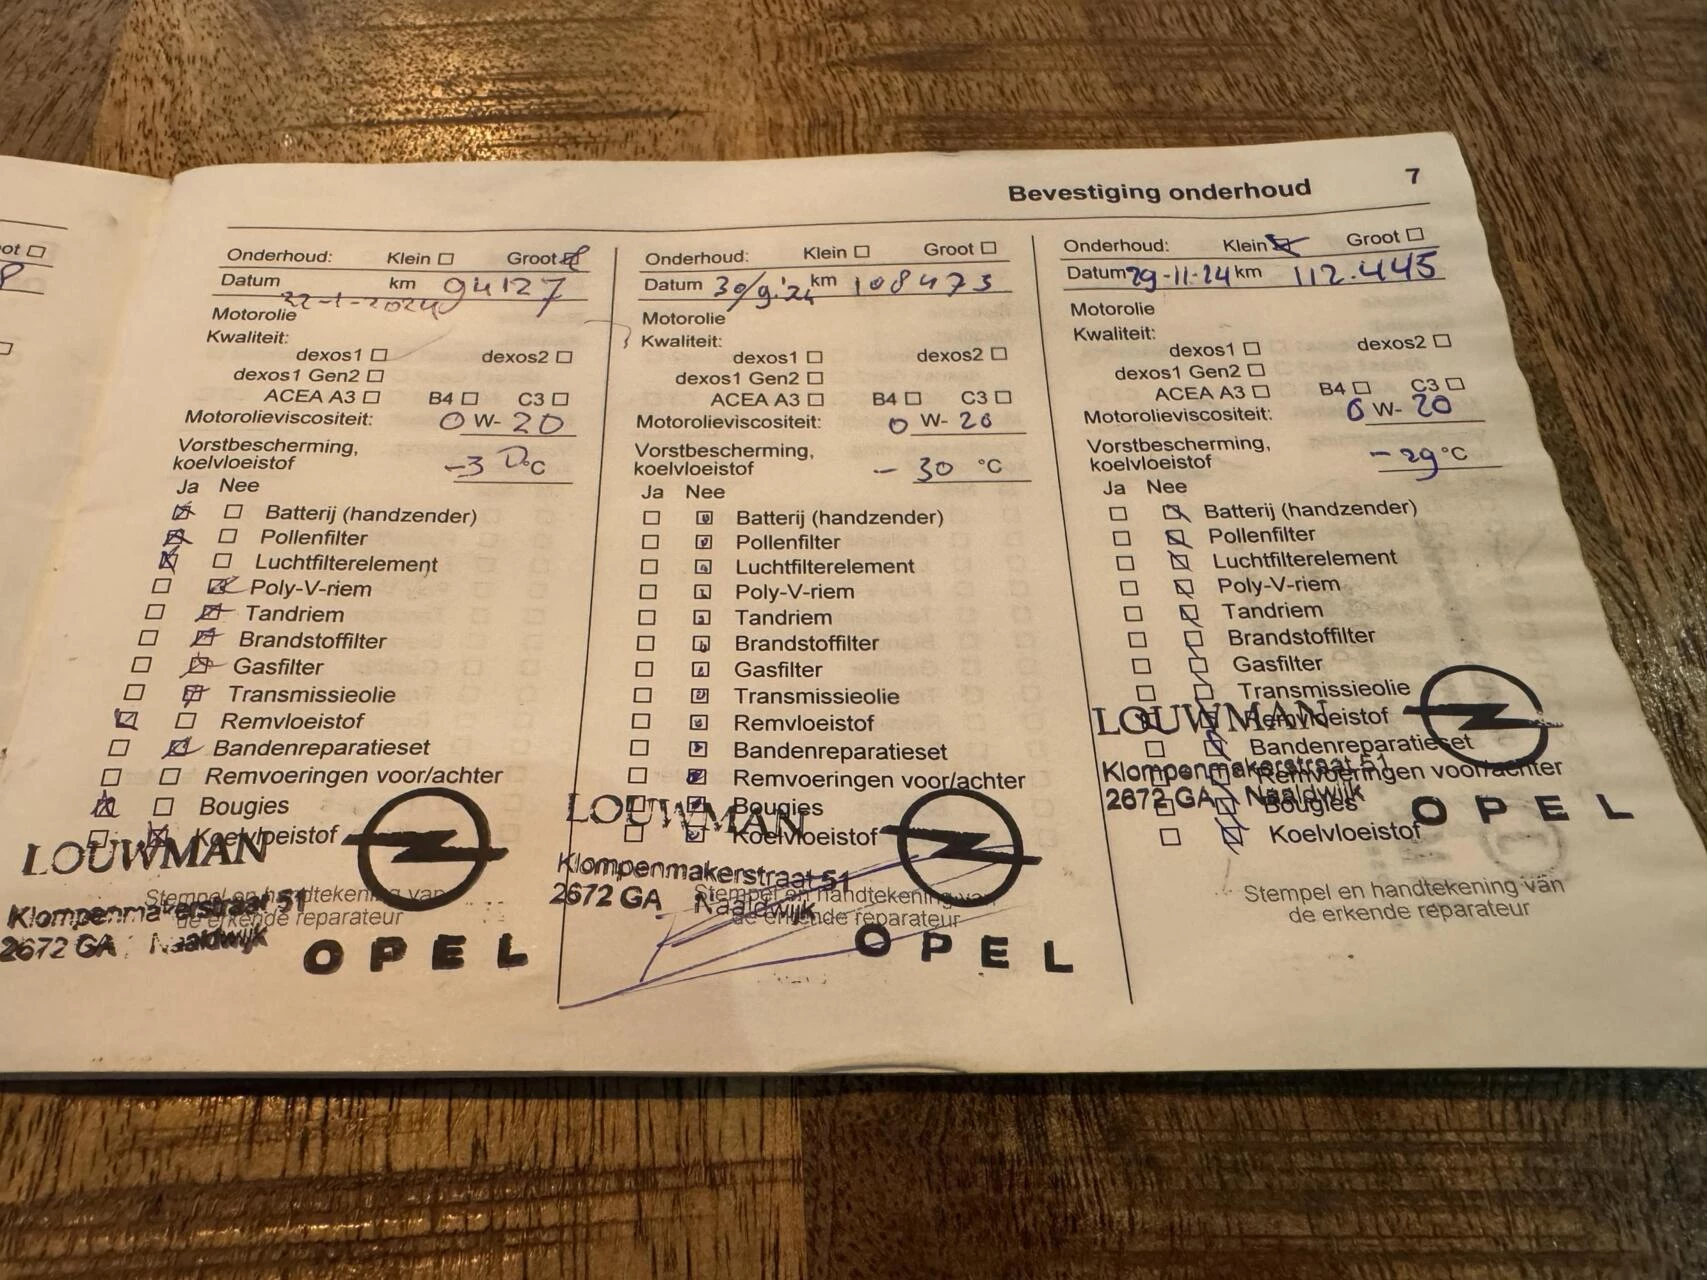 Bevestiging onderhoud 7
ot
Onderhoud: Klein Groot
Datum 22-1-2024 km 94127
Motorolie
Kwaliteit:
dexos1 dexos2
dexos1 Gen2
ACEA A3 B4 C3
Motorolieviscositeit: 0 W- 20
Vorstbescherming,
koelvloeistof -30 °C
Ja Nee
Batterij (handzender)
Pollenfilter
Luchtfilterelement
Poly-V-riem
Tandriem
Brandstoffilter
Gasfilter
Transmissieolie
Remvloeistof
Bandenreparatieset
Remvoeringen voor/achter
Bougies
Koelvloeistof
LOUWMAN
Stempel en handtekening van
Klompenmakerstraat 51
de erkende reparateur
2672 GA Naaldwijk
OPEL
Onderhoud: Klein Groot
Datum 30/9-'24 km 108473
Motorolie
Kwaliteit:
dexos1 dexos2
dexos1 Gen2
ACEA A3 B4 C3
Motorolieviscositeit: 0 W- 20
Vorstbescherming,
koelvloeistof - 30 °C
Ja Nee
Batterij (handzender)
Pollenfilter
Luchtfilterelement
Poly-V-riem
Tandriem
Brandstoffilter
Gasfilter
Transmissieolie
Remvloeistof
Bandenreparatieset
Remvoeringen voor/achter
Bougies
LOUWMAN
Koelvloeistof
Klompenmakerstraat 51
Stempel en handtekening van
2672 GA Naaldwijk
de erkende reparateur
OPEL
Onderhoud: Klein Groot
Datum 29-11-24 km 112.445
Motorolie
Kwaliteit:
dexos1 dexos2
dexos1 Gen2
ACEA A3 B4 C3
Motorolieviscositeit: 0 W- 20
Vorstbescherming,
koelvloeistof - 29 °C
Ja Nee
Batterij (handzender)
Pollenfilter
Luchtfilterelement
Poly-V-riem
Tandriem
Brandstoffilter
Gasfilter
Transmissieolie
LOUWMAN
Remvloeistof
Bandenreparatieset
Klompenmakerstraat 51
Remvoeringen voor/achter
2672 GA Naaldwijk
Bougies
OPEL
Koelvloeistof
Stempel en handtekening van
de erkende reparateur